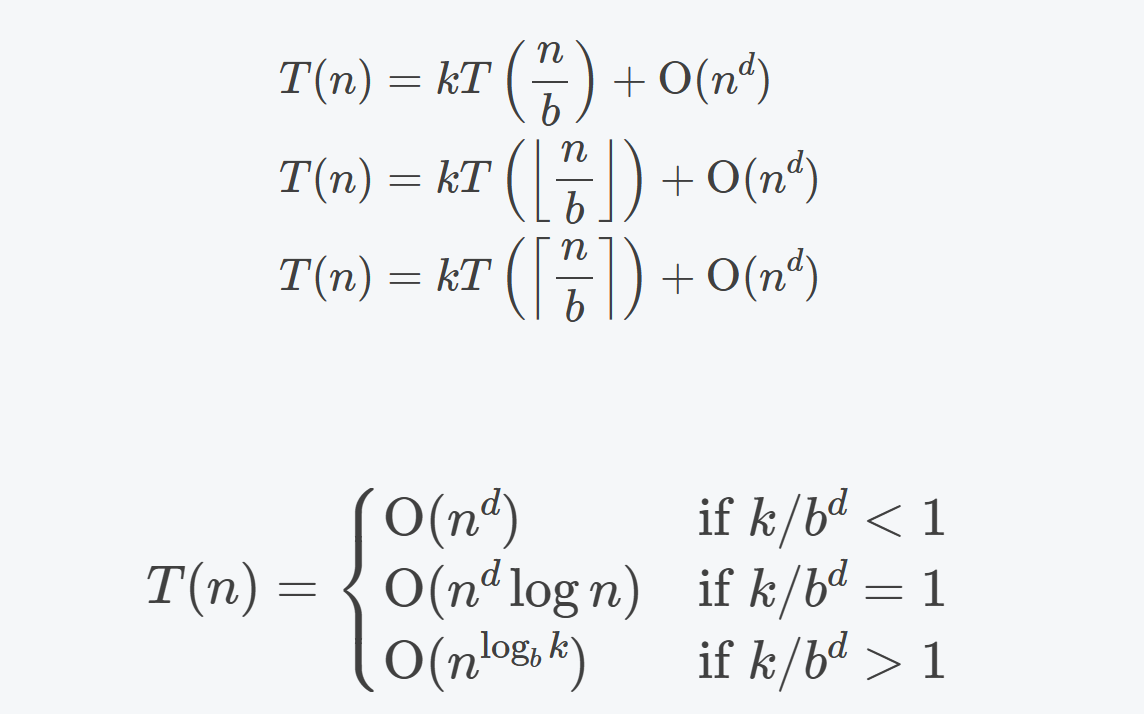 T(n) = kT(n/b) + O(n^d)
T(n) = kT(⌊n/b⌋) + O(n^d)
T(n) = kT(⌈n/b⌉) + O(n^d)
T(n) = { O(n^d) if k/b^d < 1
O(n^d log n) if k/b^d = 1
O(n^{log_b k}) if k/b^d > 1